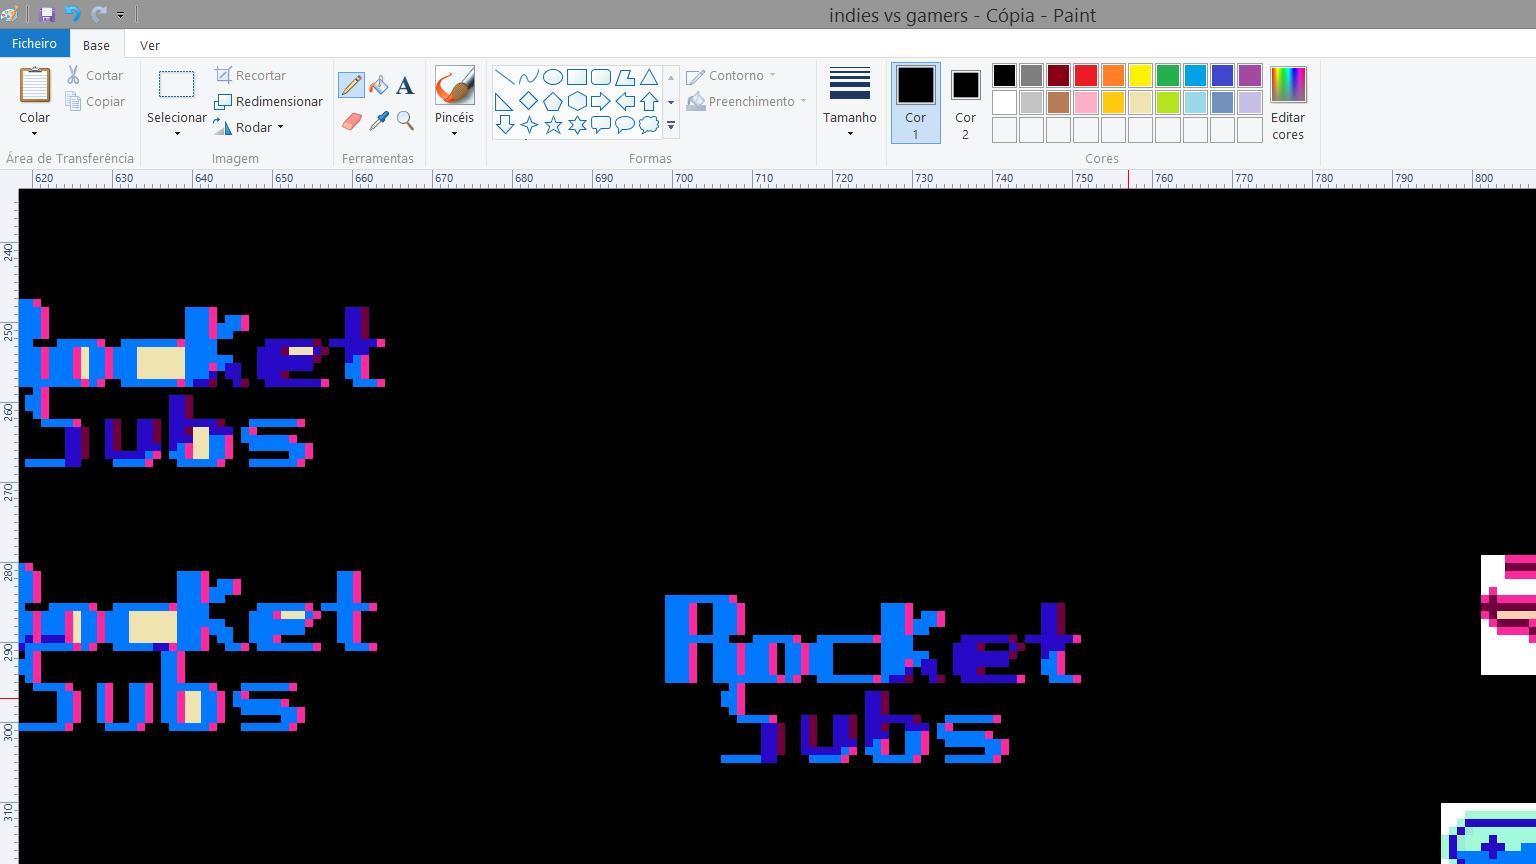 indies vs gamers - Cópia - Paint
Ficheiro Base Ver
Colar
Cortar
Copiar
Área de Transferência
Selecionar
Recortar
Redimensionar
Rodar
Imagem
A
Ferramentas
Pincéis
Contorno
Preenchimento
Formas
Tamanho
Cor 1
Cor 2
Editar cores
Cores
620 630 640 650 660 670 680 690 700 710 720 730 740 750 760 770 780 790 800
240
250
260
270
280
290
300
310
ocket
Subs
ocket
Subs
Rocket
Subs